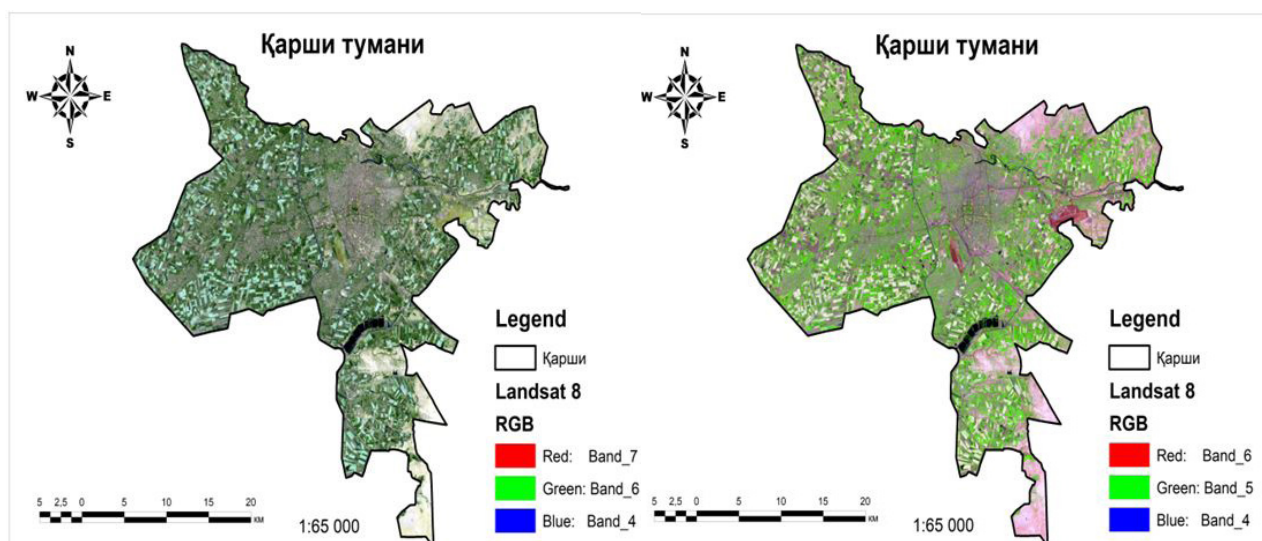 Қарши тумани
N
W E
S
Legend
Қарши
Landsat 8
RGB
Red: Band_7
Green: Band_6
Blue: Band_4
5 2,5 0 5 10 15 20
КМ
1:65 000
Қарши тумани
N
W E
S
Legend
Қарши
Landsat 8
RGB
Red: Band_6
Green: Band_5
Blue: Band_4
5 2,5 0 5 10 15 20
КМ
1:65 000